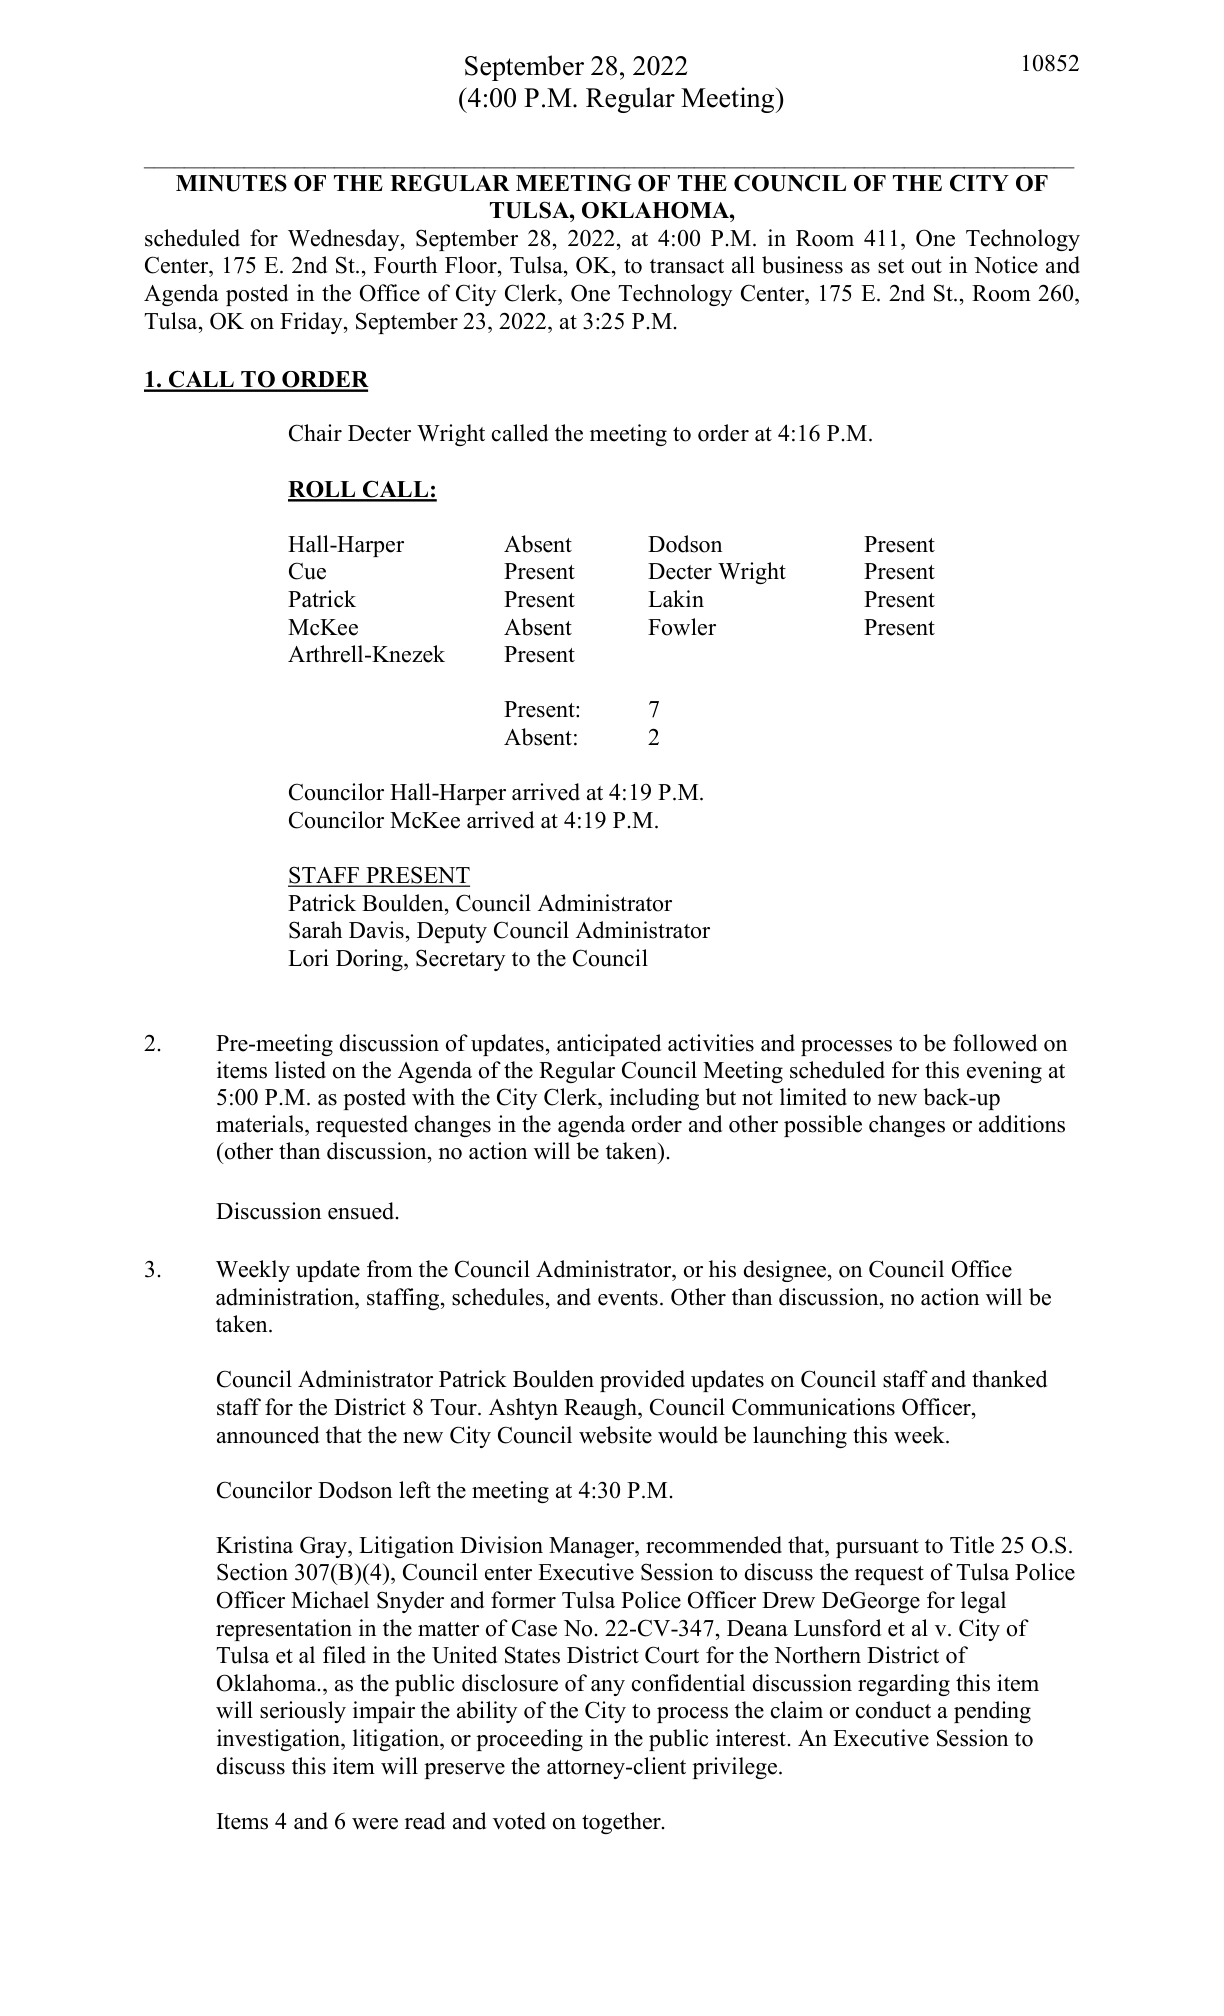 September 28, 2022 10852
(4:00 P.M. Regular Meeting)
MINUTES OF THE REGULAR MEETING OF THE COUNCIL OF THE CITY OF
TULSA, OKLAHOMA,
scheduled for Wednesday, September 28, 2022, at 4:00 P.M. in Room 411, One Technology
Center, 175 E. 2nd St., Fourth Floor, Tulsa, OK, to transact all business as set out in Notice and
Agenda posted in the Office of City Clerk, One Technology Center, 175 E. 2nd St., Room 260,
Tulsa, OK on Friday, September 23, 2022, at 3:25 P.M.
1. CALL TO ORDER
Chair Decter Wright called the meeting to order at 4:16 P.M.
ROLL CALL:
Hall-Harper Absent Dodson Present
Cue Present Decter Wright Present
Patrick Present Lakin Present
McKee Absent Fowler Present
Arthrell-Knezek Present
Present: 7
Absent: 2
Councilor Hall-Harper arrived at 4:19 P.M.
Councilor McKee arrived at 4:19 P.M.
STAFF PRESENT
Patrick Boulden, Council Administrator
Sarah Davis, Deputy Council Administrator
Lori Doring, Secretary to the Council
2. Pre-meeting discussion of updates, anticipated activities and processes to be followed on
items listed on the Agenda of the Regular Council Meeting scheduled for this evening at
5:00 P.M. as posted with the City Clerk, including but not limited to new back-up
materials, requested changes in the agenda order and other possible changes or additions
(other than discussion, no action will be taken).
Discussion ensued.
3. Weekly update from the Council Administrator, or his designee, on Council Office
administration, staffing, schedules, and events. Other than discussion, no action will be
taken.
Council Administrator Patrick Boulden provided updates on Council staff and thanked
staff for the District 8 Tour. Ashtyn Reaugh, Council Communications Officer,
announced that the new City Council website would be launching this week.
Councilor Dodson left the meeting at 4:30 P.M.
Kristina Gray, Litigation Division Manager, recommended that, pursuant to Title 25 O.S.
Section 307(B)(4), Council enter Executive Session to discuss the request of Tulsa Police
Officer Michael Snyder and former Tulsa Police Officer Drew DeGeorge for legal
representation in the matter of Case No. 22-CV-347, Deana Lunsford et al v. City of
Tulsa et al filed in the United States District Court for the Northern District of
Oklahoma., as the public disclosure of any confidential discussion regarding this item
will seriously impair the ability of the City to process the claim or conduct a pending
investigation, litigation, or proceeding in the public interest. An Executive Session to
discuss this item will preserve the attorney-client privilege.
Items 4 and 6 were read and voted on together.